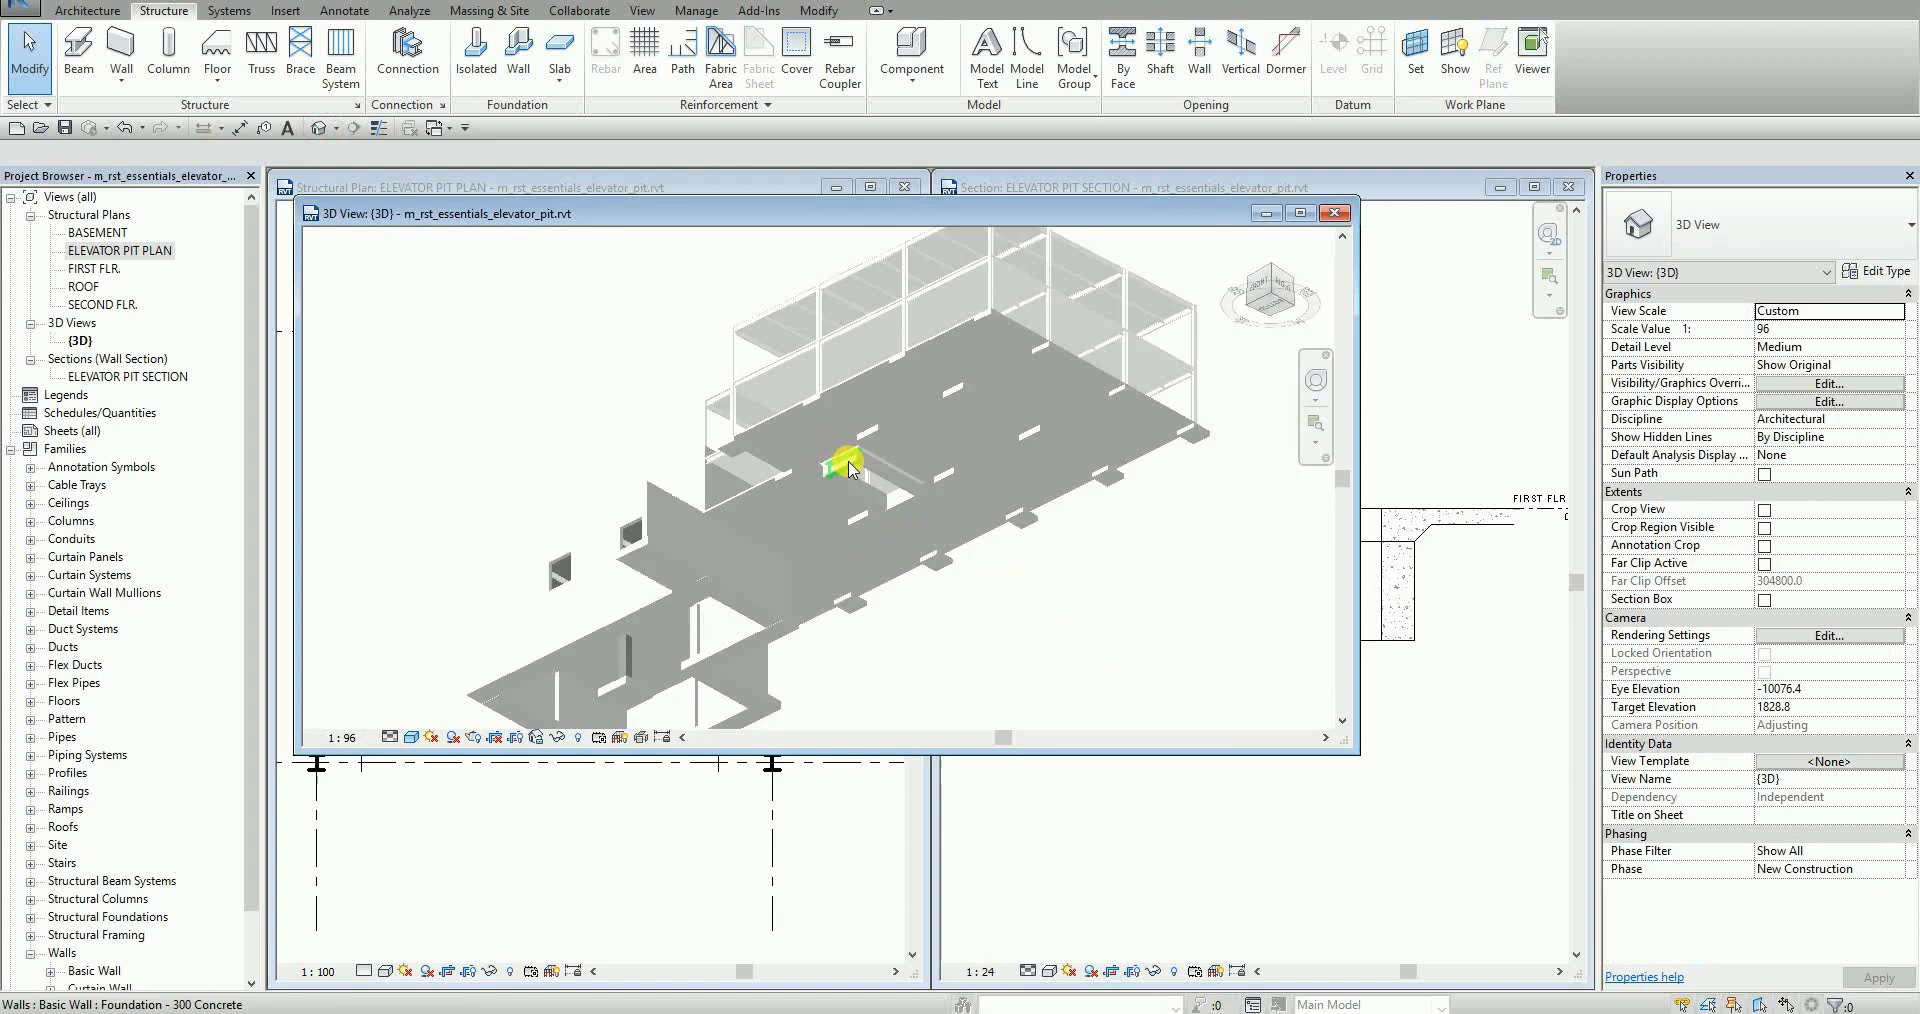 Architecture Structure Systems Insert Annotate Analyze Massing & Site Collaborate View Manage Add-Ins Modify
Modify Beam Wall Column Floor Truss Brace Beam System Connection Isolated Wall Slab Rebar Area Path Fabric Area Fabric Sheet Cover Rebar Coupler Component Model Text Model Line Model Group By Face Shaft Wall Vertical Dormer Level Grid Set Show Ref Plane Viewer
Select Structure Connection Foundation Reinforcement Model Opening Datum Work Plane
Project Browser - m_rst_essentials_elevator_...
Views (all)
Structural Plans
BASEMENT
ELEVATOR PIT PLAN
FIRST FLR.
ROOF
SECOND FLR.
3D Views
{3D}
Sections (Wall Section)
ELEVATOR PIT SECTION
Legends
Schedules/Quantities
Sheets (all)
Families
Annotation Symbols
Cable Trays
Ceilings
Columns
Conduits
Curtain Panels
Curtain Systems
Curtain Wall Mullions
Detail Items
Duct Systems
Ducts
Flex Ducts
Flex Pipes
Floors
Pattern
Pipes
Piping Systems
Profiles
Railings
Ramps
Roofs
Site
Stairs
Structural Beam Systems
Structural Columns
Structural Foundations
Structural Framing
Walls
Basic Wall
Curtain Wall
Structural Plan: ELEVATOR PIT PLAN - m_rst_essentials_elevator_pit.rvt
Section: ELEVATOR PIT SECTION - m_rst_essentials_elevator_pit.rvt
3D View: {3D} - m_rst_essentials_elevator_pit.rvt
1 : 96
1 : 100
1 : 24
FIRST FLR
Properties
3D View
3D View: {3D} Edit Type
Graphics
View Scale Custom
Scale Value 1: 96
Detail Level Medium
Parts Visibility Show Original
Visibility/Graphics Overri... Edit...
Graphic Display Options Edit...
Discipline Architectural
Show Hidden Lines By Discipline
Default Analysis Display ... None
Sun Path
Extents
Crop View
Crop Region Visible
Annotation Crop
Far Clip Active
Far Clip Offset 304800.0
Section Box
Camera
Rendering Settings Edit...
Locked Orientation
Perspective
Eye Elevation -10076.4
Target Elevation 1828.8
Camera Position Adjusting
Identity Data
View Template <None>
View Name {3D}
Dependency Independent
Title on Sheet
Phasing
Phase Filter Show All
Phase New Construction
Properties help Apply
Walls : Basic Wall : Foundation - 300 Concrete :0 Main Model :0